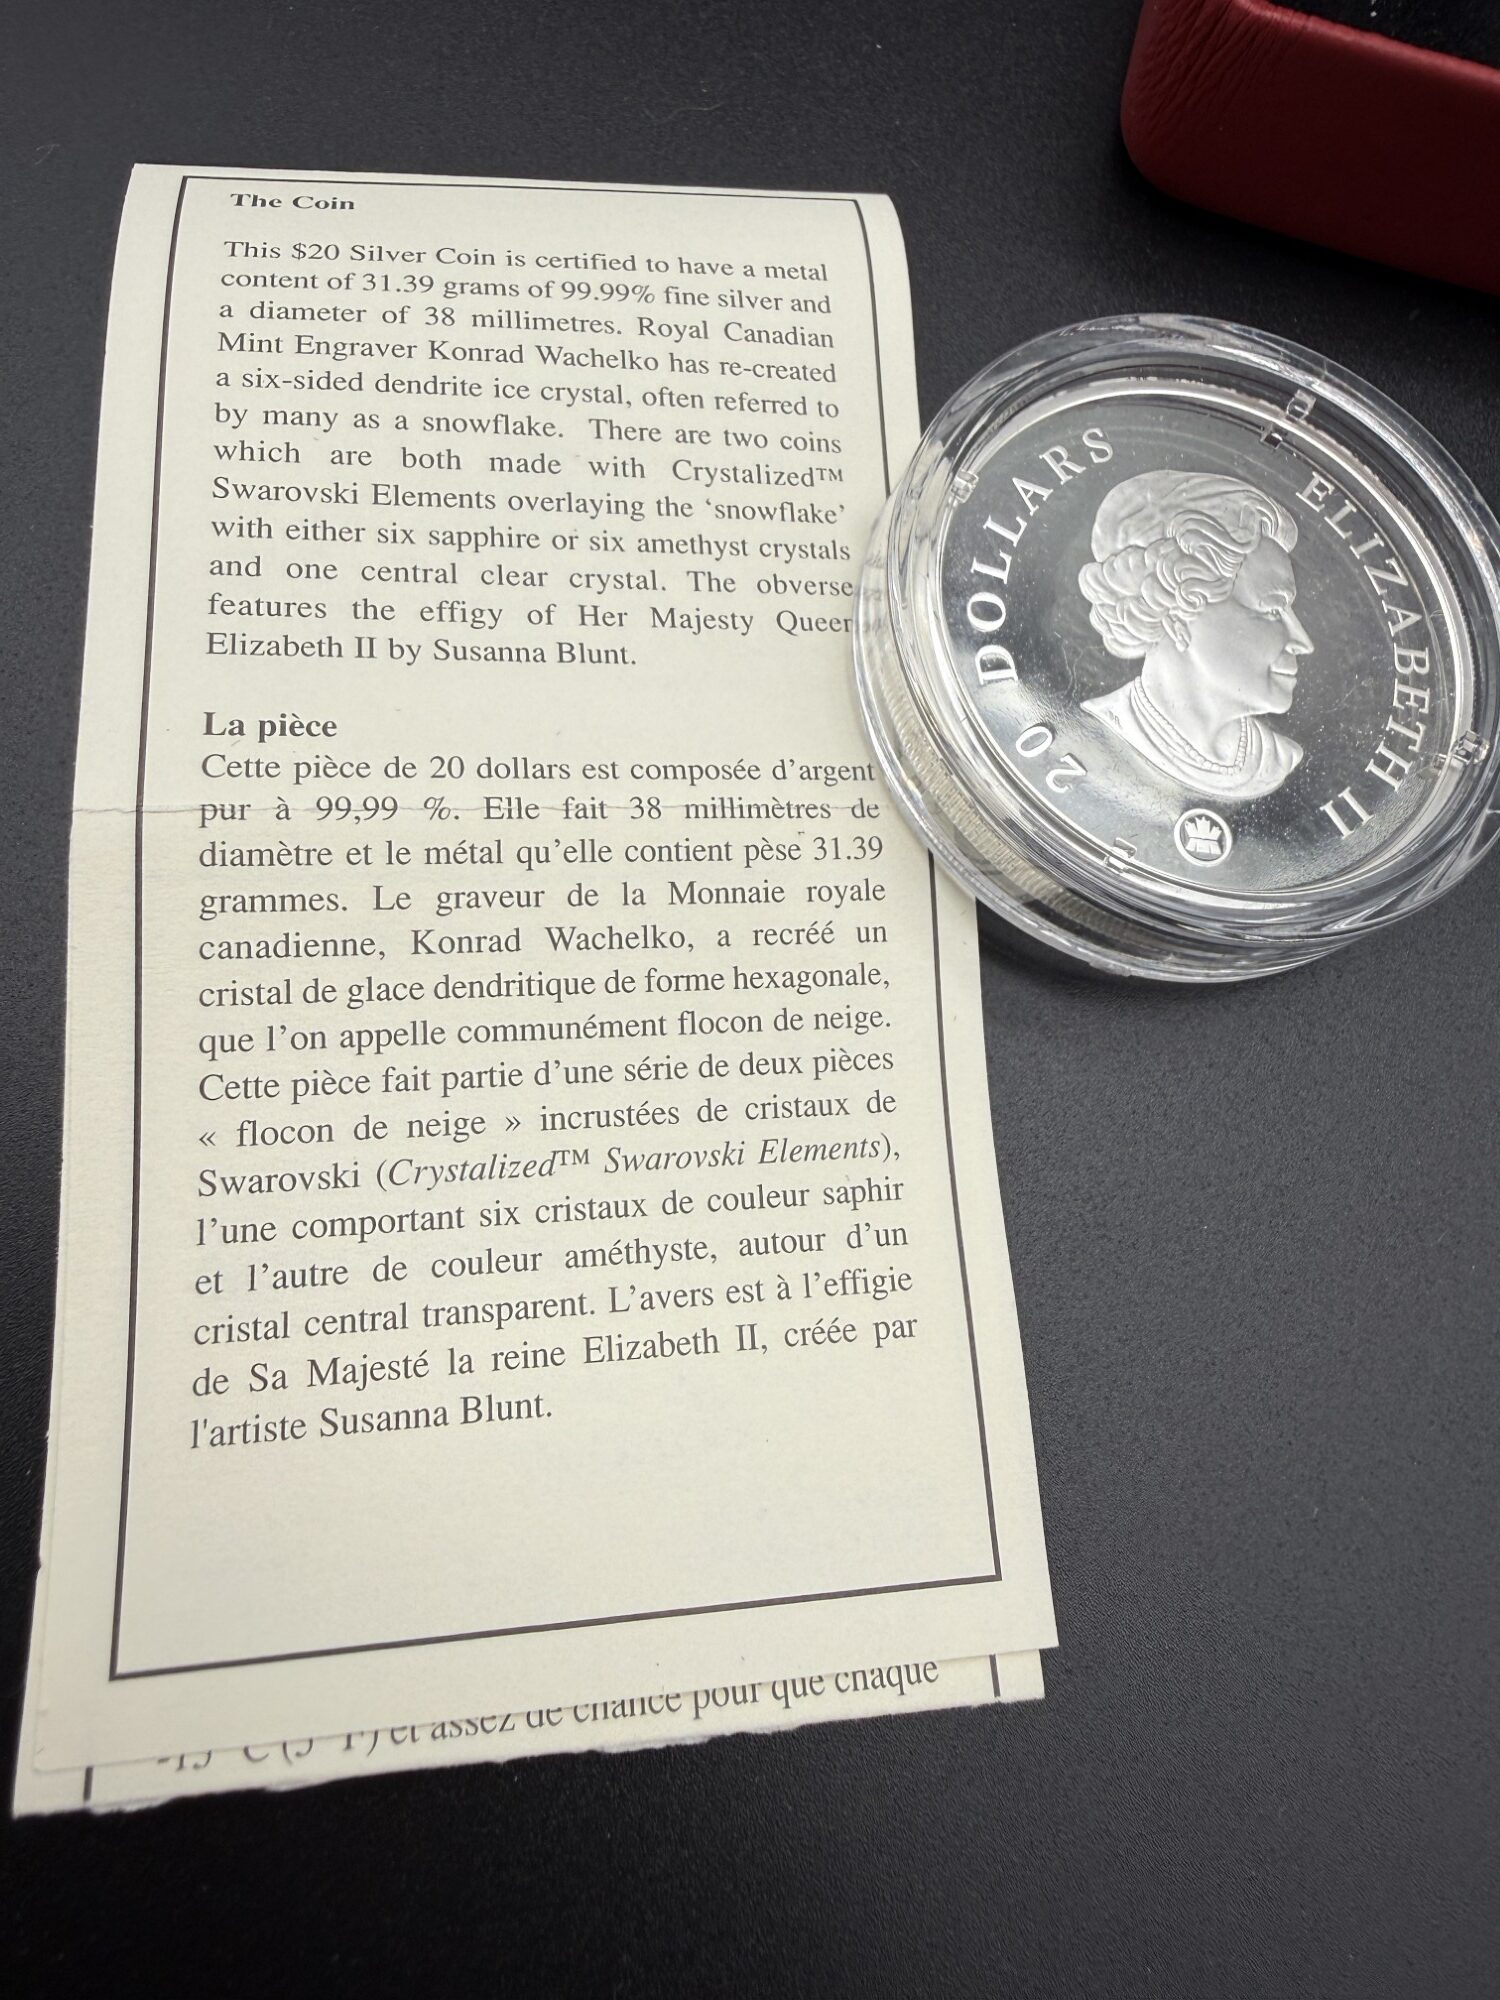 The Coin
This $20 Silver Coin is certified to have a metal
content of 31.39 grams of 99.99% fine silver and
a diameter of 38 millimetres. Royal Canadian
Mint Engraver Konrad Wachelko has re-created
a six-sided dendrite ice crystal, often referred to
by many as a snowflake. There are two coins
which are both made with Crystalized™
Swarovski Elements overlaying the ‘snowflake’
with either six sapphire or six amethyst crystals
and one central clear crystal. The obverse
features the effigy of Her Majesty Queen
Elizabeth II by Susanna Blunt.
La pièce
Cette pièce de 20 dollars est composée d’argent
pur à 99,99 %. Elle fait 38 millimètres de
diamètre et le métal qu’elle contient pèse 31.39
grammes. Le graveur de la Monnaie royale
canadienne, Konrad Wachelko, a recréé un
cristal de glace dendritique de forme hexagonale,
que l’on appelle communément flocon de neige.
Cette pièce fait partie d’une série de deux pièces
« flocon de neige » incrustées de cristaux de
Swarovski (Crystalized™ Swarovski Elements),
l’une comportant six cristaux de couleur saphir
et l’autre de couleur améthyste, autour d’un
cristal central transparent. L’avers est à l’effigie
de Sa Majesté la reine Elizabeth II, créée par
l'artiste Susanna Blunt.
et assez de chance pour que chaque
20 DOLLARS
ELIZABETH II